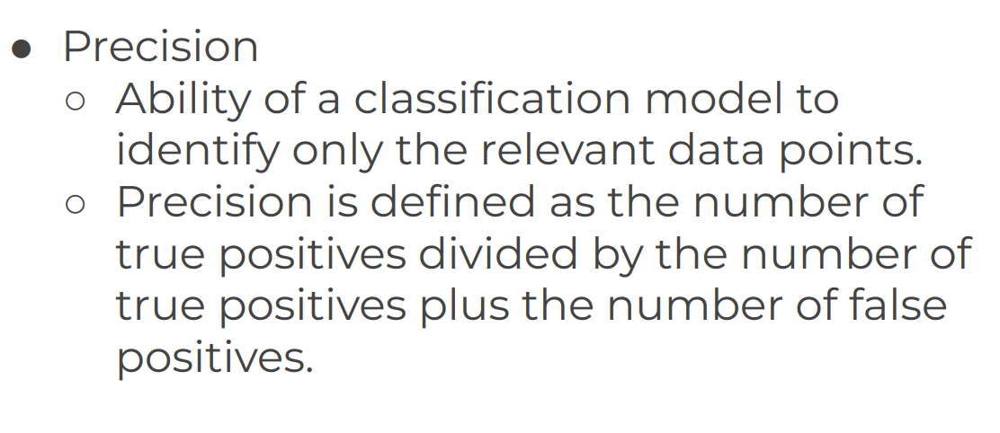 ● Precision
○ Ability of a classification model to
identify only the relevant data points.
○ Precision is defined as the number of
true positives divided by the number of
true positives plus the number of false
positives.